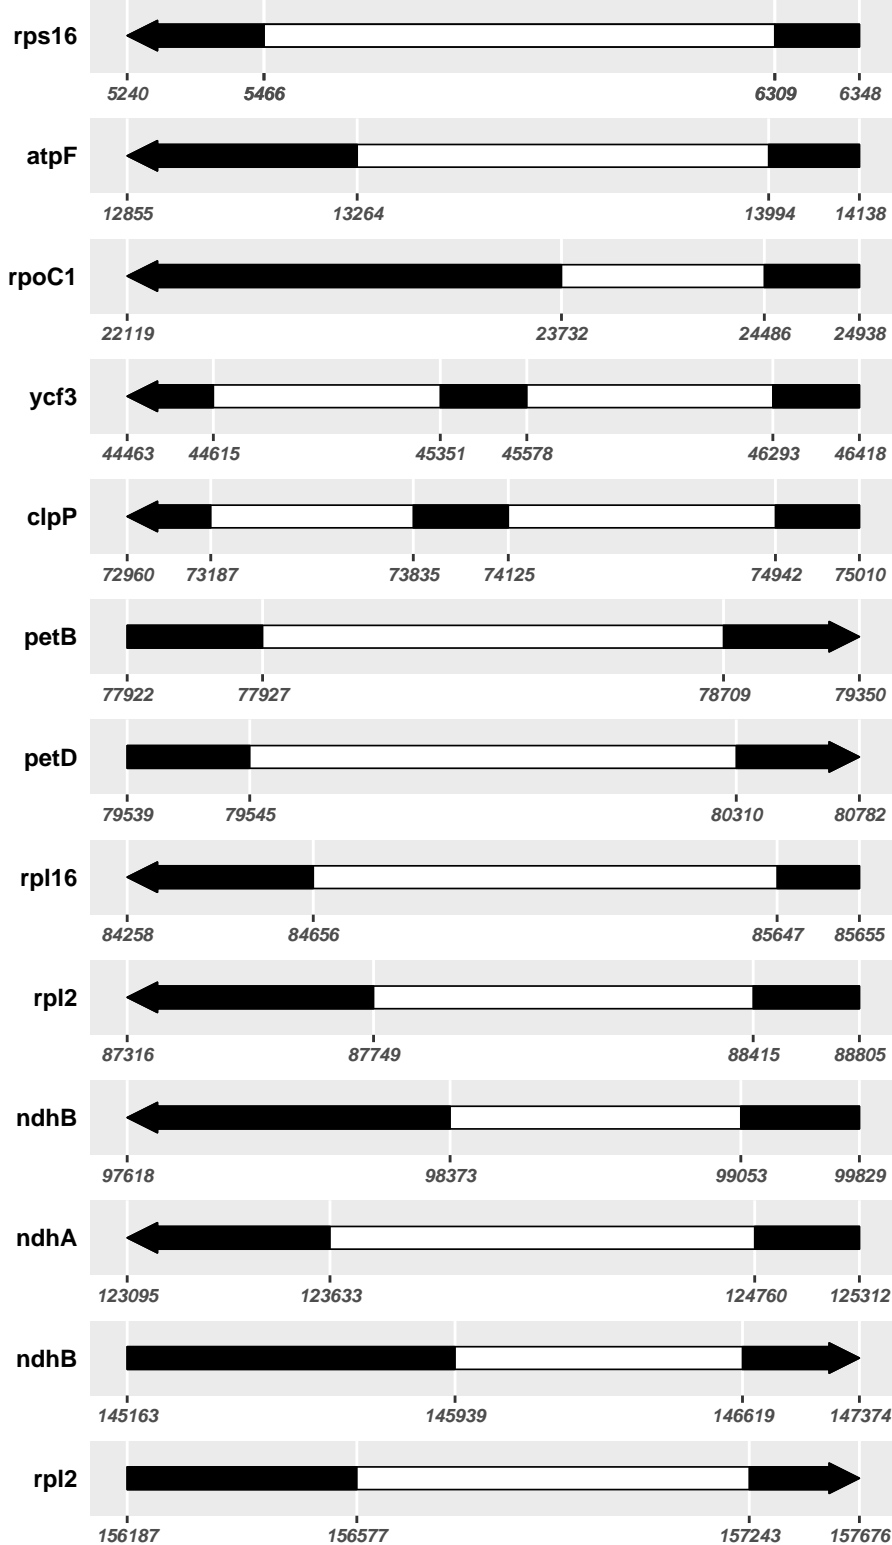 rps16
5240 5466 6309 6348
atpF
12855 13264 13994 14138
rpoC1
22119 23732 24486 24938
ycf3
44463 44615 45351 45578 46293 46418
clpP
72960 73187 73835 74125 74942 75010
petB
77922 77927 78709 79350
petD
79539 79545 80310 80782
rpl16
84258 84656 85647 85655
rpl2
87316 87749 88415 88805
ndhB
97618 98373 99053 99829
ndhA
123095 123633 124760 125312
ndhB
145163 145939 146619 147374
rpl2
156187 156577 157243 157676